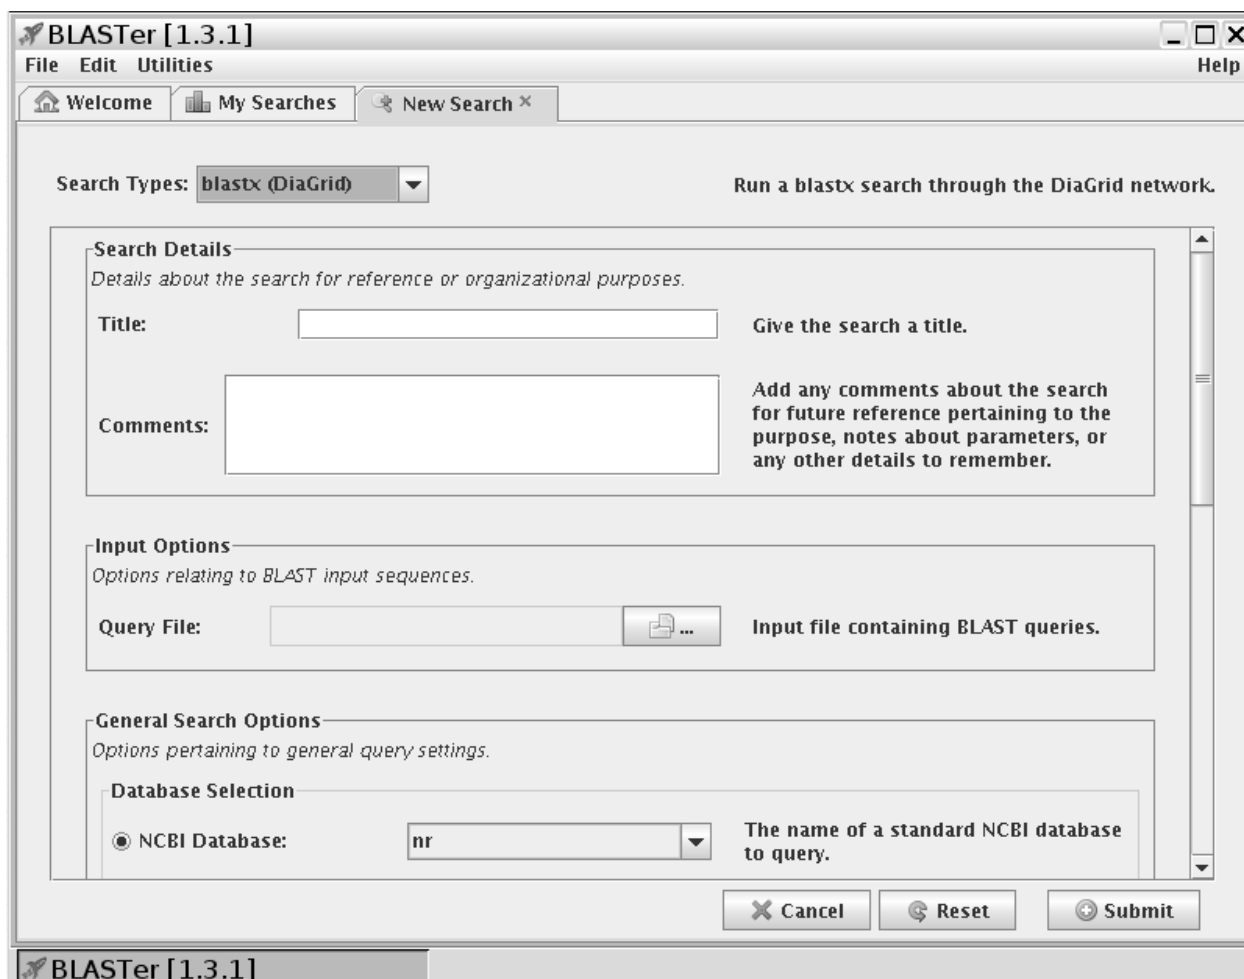 BLASTer [1.3.1]
File Edit Utilities Help
Welcome My Searches New Search
Search Types: blastx (DiaGrid) Run a blastx search through the DiaGrid network.
Search Details
Details about the search for reference or organizational purposes.
Title: Give the search a title.
Comments: Add any comments about the search
for future reference pertaining to the
purpose, notes about parameters, or
any other details to remember.
Input Options
Options relating to BLAST input sequences.
Query File: ... Input file containing BLAST queries.
General Search Options
Options pertaining to general query settings.
Database Selection
NCBI Database: nr The name of a standard NCBI database
to query.
Cancel Reset Submit
BLASTer [1.3.1]